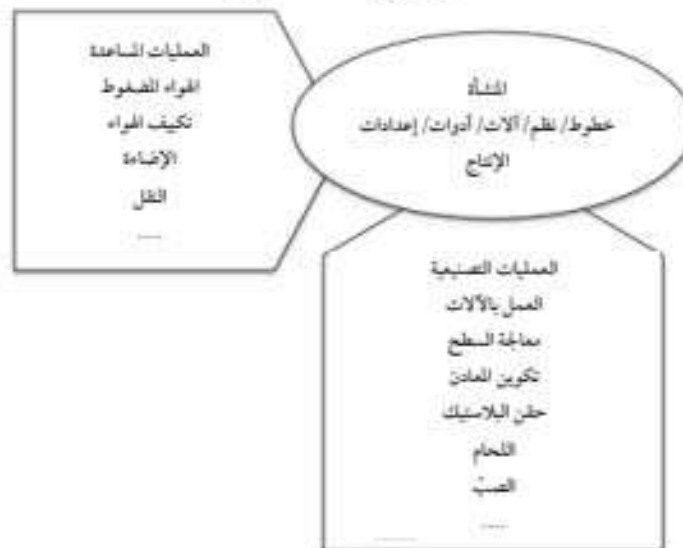 المنشأة
خطوط/ نظم/ آلات/ أدوات/ إعدادات
الإنتاج
العمليات المساعدة
الهواء المضغوط
تكييف الهواء
الإضاءة
النقل
.....
العمليات التصنيعية
العمل بالآلات
معالجة السطح
تكوين المعادن
حقن البلاستيك
اللحام
الصبّ
.....